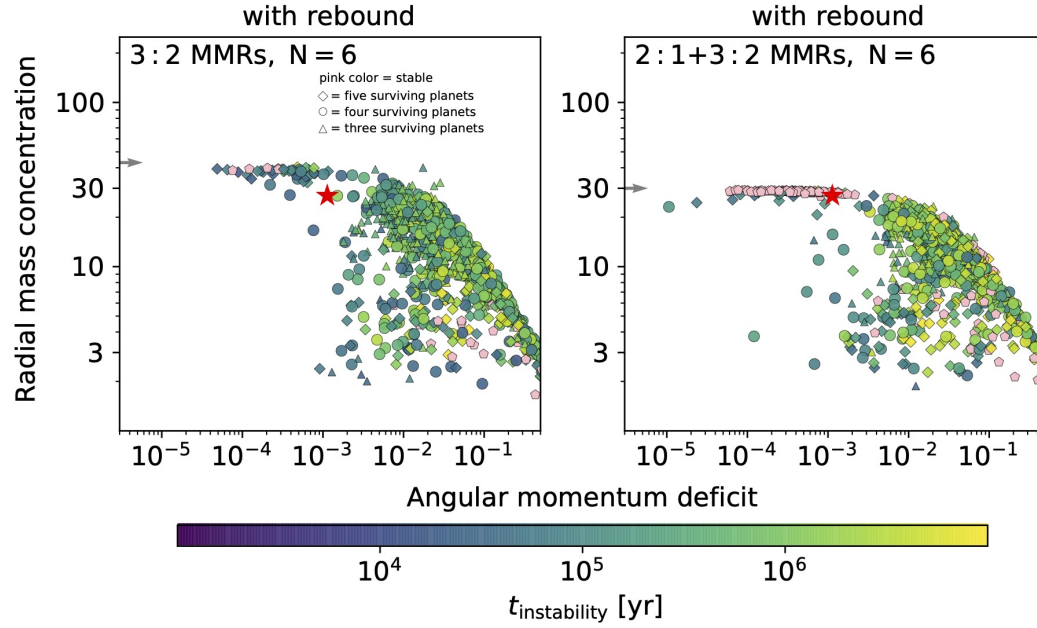 with rebound
with rebound
3 : 2 MMRs, N = 6
pink color = stable
◇ = five surviving planets
○ = four surviving planets
△ = three surviving planets
2 : 1+3 : 2 MMRs, N = 6
Radial mass concentration
100
30
10
3
100
30
10
3
10⁻⁵ 10⁻⁴ 10⁻³ 10⁻² 10⁻¹
10⁻⁵ 10⁻⁴ 10⁻³ 10⁻² 10⁻¹
Angular momentum deficit
10⁴ 10⁵ 10⁶
t_instability [yr]